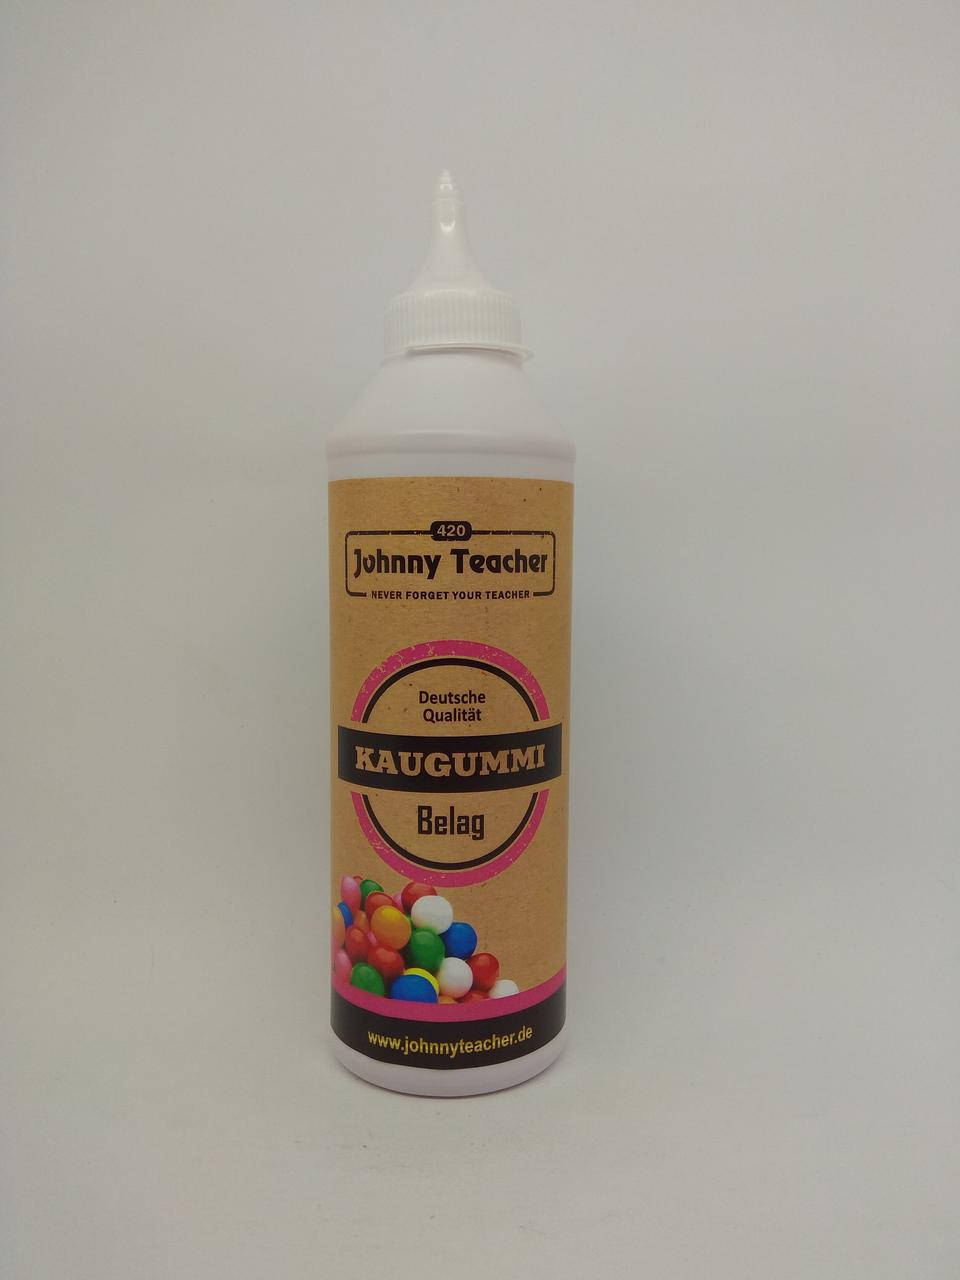 420
Johnny Teacher
NEVER FORGET YOUR TEACHER
Deutsche
Qualität
KAUGUMMI
Belag
www.johnnyteacher.de